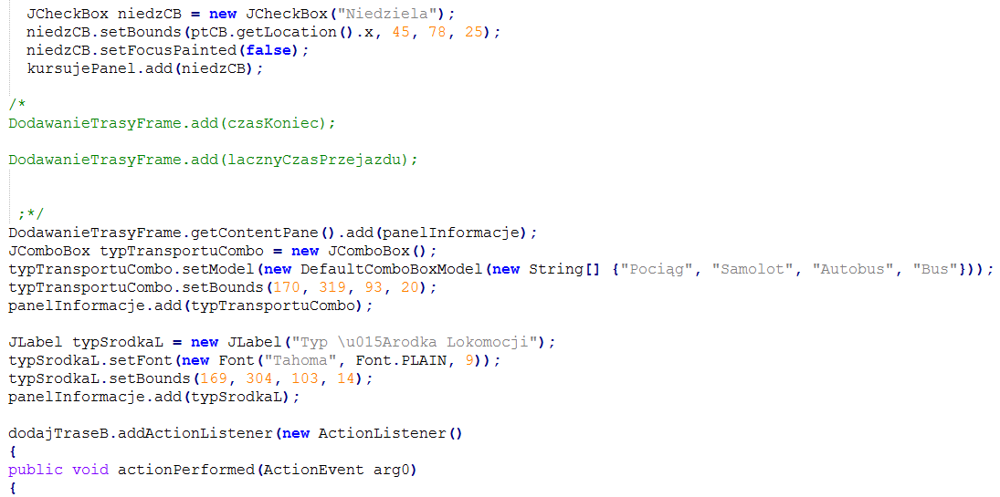 JCheckBox niedzCB = new JCheckBox("Niedziela");
niedzCB.setBounds(ptCB.getLocation().x, 45, 78, 25);
niedzCB.setFocusPainted(false);
kursujePanel.add(niedzCB);
/*
DodawanieTrasyFrame.add(czasKoniec);
DodawanieTrasyFrame.add(lacznyCzasPrzejazdu);
;*/
DodawanieTrasyFrame.getContentPane().add(panelInformacje);
JComboBox typTransportuCombo = new JComboBox();
typTransportuCombo.setModel(new DefaultComboBoxModel(new String[] {"Pociąg", "Samolot", "Autobus", "Bus"}));
typTransportuCombo.setBounds(170, 319, 93, 20);
panelInformacje.add(typTransportuCombo);
JLabel typSrodkaL = new JLabel("Typ \u015Arodka Lokomocji");
typSrodkaL.setFont(new Font("Tahoma", Font.PLAIN, 9));
typSrodkaL.setBounds(169, 304, 103, 14);
panelInformacje.add(typSrodkaL);
dodajTraseB.addActionListener(new ActionListener()
{
public void actionPerformed(ActionEvent arg0)
{